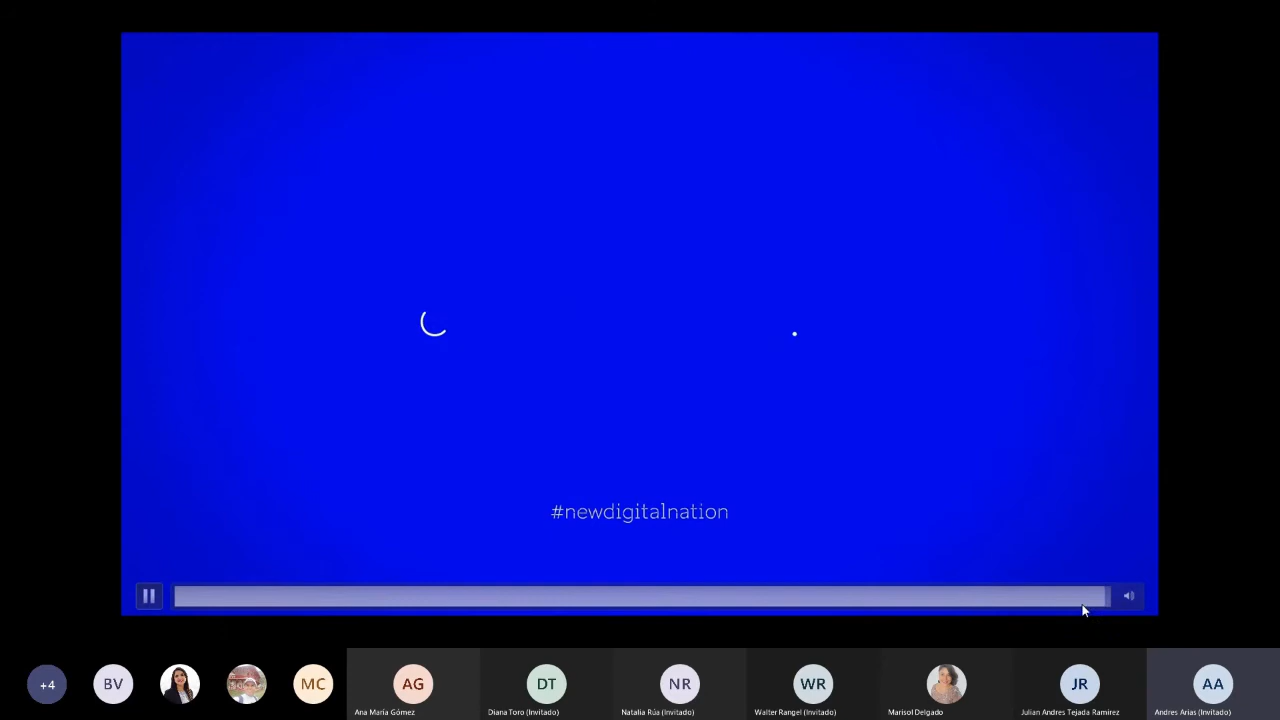 #newdigitalnation
+4
BV
MC
AG
DT
NR
WR
JR
AA
Ana María Gómez
Diana Toro (Invitado)
Natalia Rúa (Invitado)
Walter Rangel (Invitado)
Marisol Delgado
Julian Andres Tejada Ramirez
Andres Arias (Invitado)